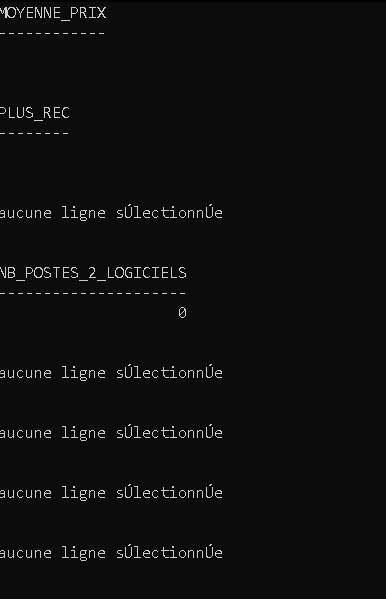 MOYENNE_PRIX
------------
PLUS_REC
--------
aucune ligne sÚlectionnÚe
NB_POSTES_2_LOGICIELS
---------------------
0
aucune ligne sÚlectionnÚe
aucune ligne sÚlectionnÚe
aucune ligne sÚlectionnÚe
aucune ligne sÚlectionnÚe